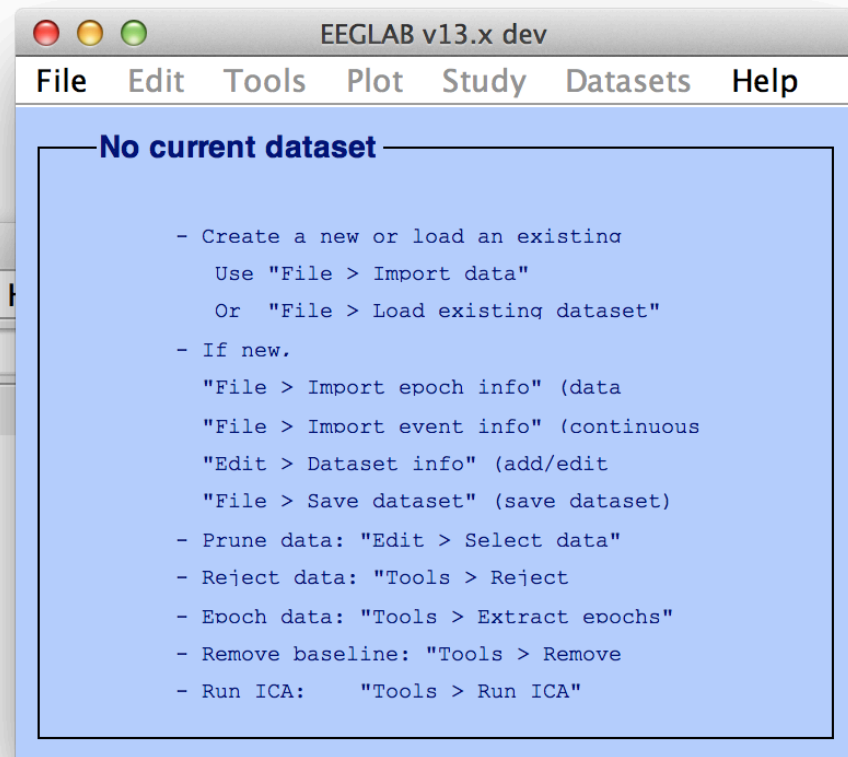 EEGLAB v13.x dev
File Edit Tools Plot Study Datasets Help
No current dataset
- Create a new or load an existing
Use "File > Import data"
Or "File > Load existing dataset"
- If new,
"File > Import epoch info" (data
"File > Import event info" (continuous
"Edit > Dataset info" (add/edit
"File > Save dataset" (save dataset)
- Prune data: "Edit > Select data"
- Reject data: "Tools > Reject
- Epoch data: "Tools > Extract epochs"
- Remove baseline: "Tools > Remove
- Run ICA: "Tools > Run ICA"